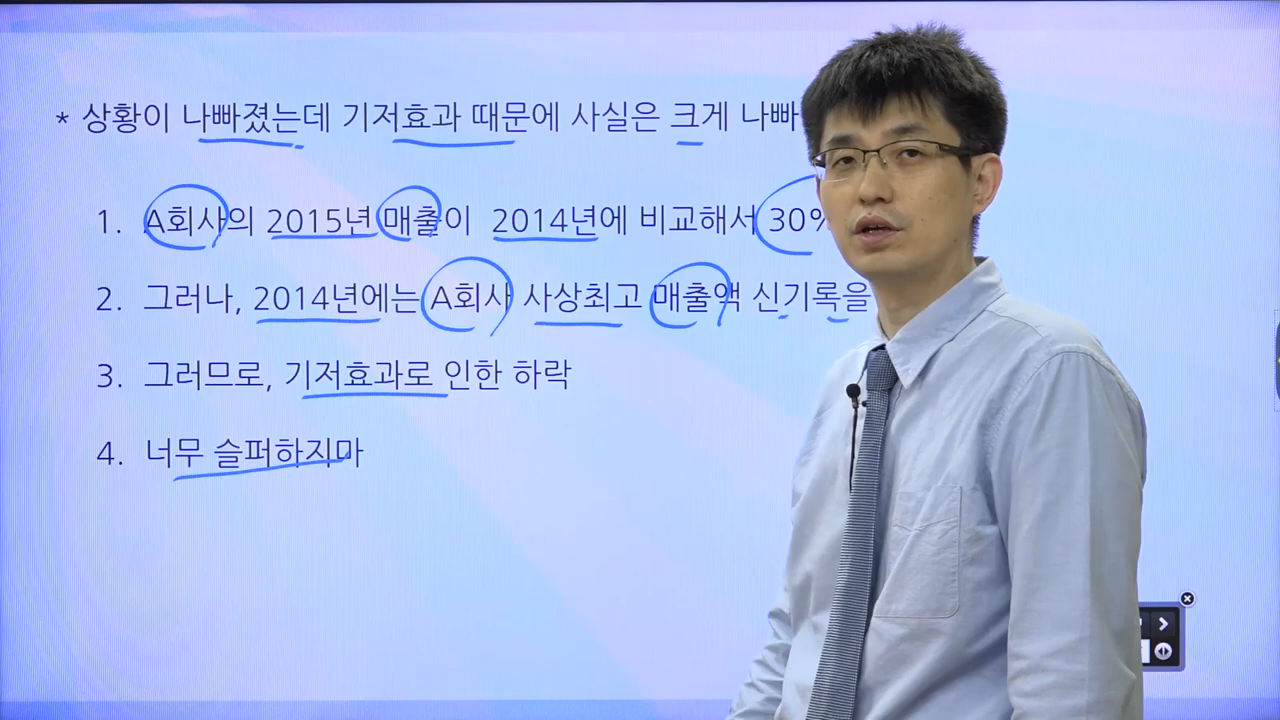 * 상황이 나빠졌는데 기저효과 때문에 사실은 크게 나빠
1. A회사의 2015년 매출이 2014년에 비교해서 30%
2. 그러나, 2014년에는 A회사 사상최고 매출액 신기록을
3. 그러므로, 기저효과로 인한 하락
4. 너무 슬퍼하지마